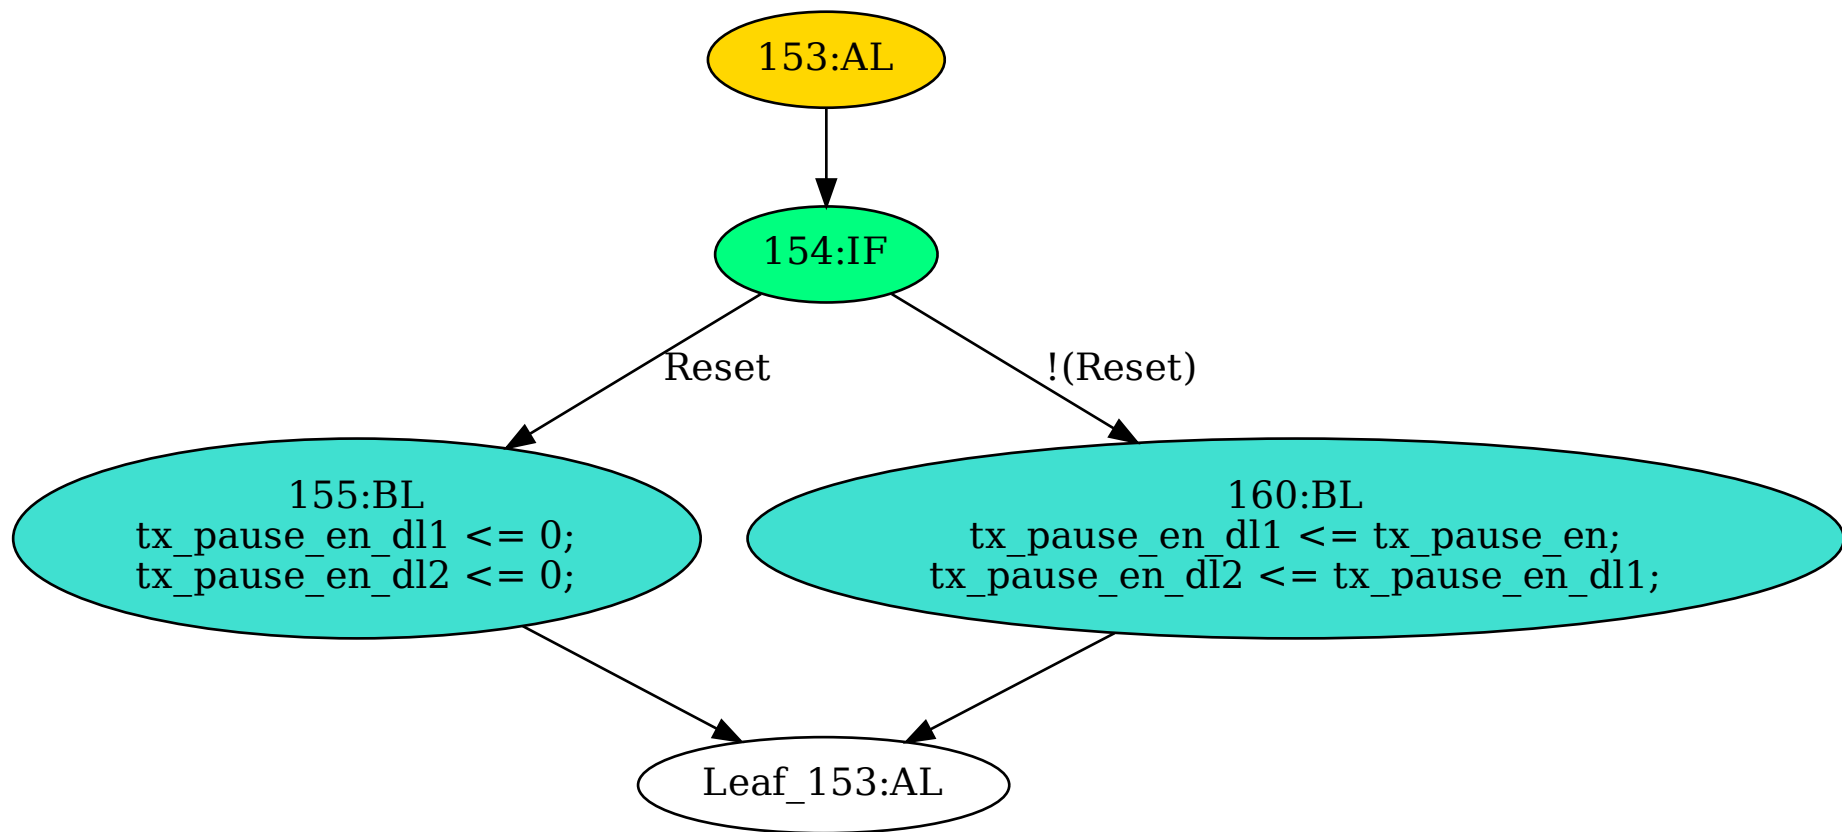 153:AL
154:IF
Reset
!(Reset)
155:BL
tx_pause_en_dl1 <= 0;
tx_pause_en_dl2 <= 0;
160:BL
tx_pause_en_dl1 <= tx_pause_en;
tx_pause_en_dl2 <= tx_pause_en_dl1;
Leaf_153:AL